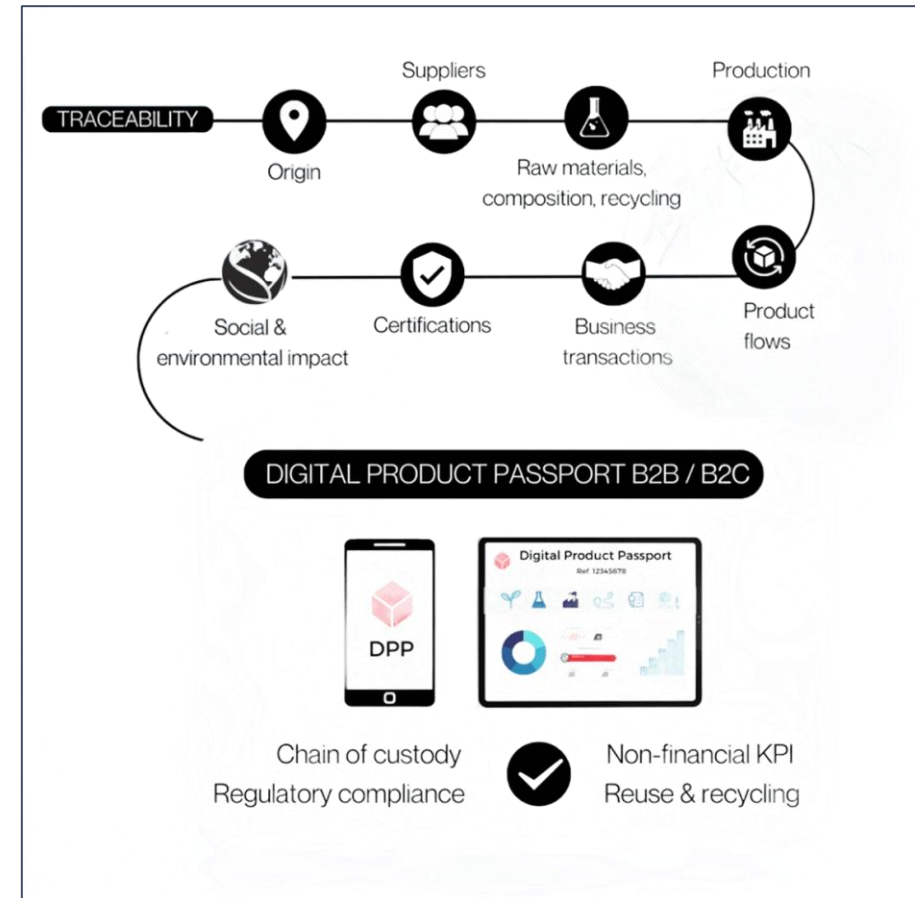 Suppliers
Production
TRACEABILITY
Origin
Raw materials,
composition, recycling
Social &
environmental impact
Certifications
Business
transactions
Product
flows
DIGITAL PRODUCT PASSPORT B2B / B2C
DPP
Digital Product Passport
Ref 12345678
Chain of custody
Regulatory compliance
Non-financial KPI
Reuse & recycling